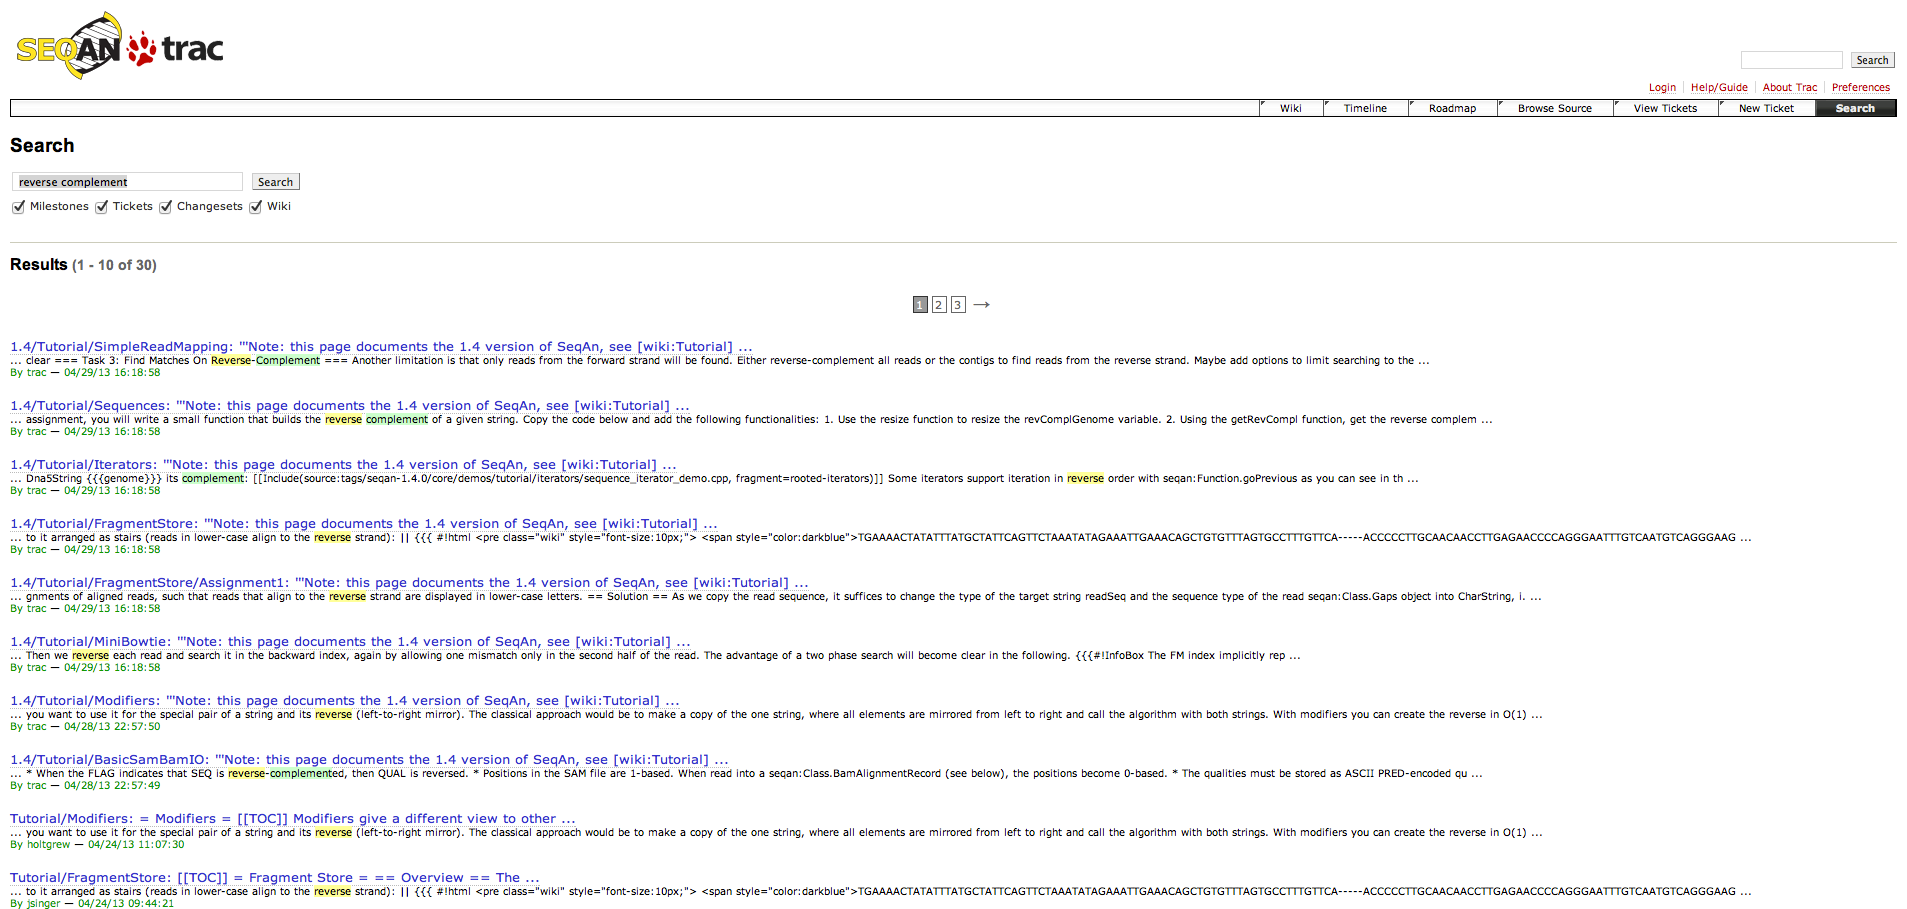 SEQAN trac
Search
Login Help/Guide About Trac Preferences
Wiki Timeline Roadmap Browse Source View Tickets New Ticket Search
Search
reverse complement Search
Milestones Tickets Changesets Wiki
Results (1 - 10 of 30)
1 2 3 →
1.4/Tutorial/SimpleReadMapping: '''Note: this page documents the 1.4 version of SeqAn, see [wiki:Tutorial] ...
... clear === Task 3: Find Matches On Reverse-Complement === Another limitation is that only reads from the forward strand will be found. Either reverse-complement all reads or the contigs to find reads from the reverse strand. Maybe add options to limit searching to the ...
By trac — 04/29/13 16:18:58
1.4/Tutorial/Sequences: '''Note: this page documents the 1.4 version of SeqAn, see [wiki:Tutorial] ...
... assignment, you will write a small function that builds the reverse complement of a given string. Copy the code below and add the following functionalities: 1. Use the resize function to resize the revComplGenome variable. 2. Using the getRevCompl function, get the reverse complem ...
By trac — 04/29/13 16:18:58
1.4/Tutorial/Iterators: '''Note: this page documents the 1.4 version of SeqAn, see [wiki:Tutorial] ...
... Dna5String {{{genome}}} its complement: [[Include(source:tags/seqan-1.4.0/core/demos/tutorial/iterators/sequence_iterator_demo.cpp, fragment=rooted-iterators)]] Some iterators support iteration in reverse order with seqan:Function.goPrevious as you can see in th ...
By trac — 04/29/13 16:18:58
1.4/Tutorial/FragmentStore: '''Note: this page documents the 1.4 version of SeqAn, see [wiki:Tutorial] ...
... to it arranged as stairs (reads in lower-case align to the reverse strand): || {{{ #!html <pre class="wiki" style="font-size:10px;"> <span style="color:darkblue">TGAAAACTATATTTATGCTATTCAGTTCTAAATATAGAAATTGAAACAGCTGTGTTTAGTGCCTTTGTTCA-----ACCCCCTTGCAACAACCTTGAGAACCCCAGGGAATTTGTCAATGTCAGGGAAG ...
By trac — 04/29/13 16:18:58
1.4/Tutorial/FragmentStore/Assignment1: '''Note: this page documents the 1.4 version of SeqAn, see [wiki:Tutorial] ...
... gnments of aligned reads, such that reads that align to the reverse strand are displayed in lower-case letters. == Solution == As we copy the read sequence, it suffices to change the type of the target string readSeq and the sequence type of the read seqan:Class.Gaps object into CharString, i. ...
By trac — 04/29/13 16:18:58
1.4/Tutorial/MiniBowtie: '''Note: this page documents the 1.4 version of SeqAn, see [wiki:Tutorial] ...
... Then we reverse each read and search it in the backward index, again by allowing one mismatch only in the second half of the read. The advantage of a two phase search will become clear in the following. {{{#!InfoBox The FM index implicitly rep ...
By trac — 04/29/13 16:18:58
1.4/Tutorial/Modifiers: '''Note: this page documents the 1.4 version of SeqAn, see [wiki:Tutorial] ...
... you want to use it for the special pair of a string and its reverse (left-to-right mirror). The classical approach would be to make a copy of the one string, where all elements are mirrored from left to right and call the algorithm with both strings. With modifiers you can create the reverse in O(1) ...
By trac — 04/28/13 22:57:50
1.4/Tutorial/BasicSamBamIO: '''Note: this page documents the 1.4 version of SeqAn, see [wiki:Tutorial] ...
... * When the FLAG indicates that SEQ is reverse-complemented, then QUAL is reversed. * Positions in the SAM file are 1-based. When read into a seqan:Class.BamAlignmentRecord (see below), the positions become 0-based. * The qualities must be stored as ASCII PRED-encoded qu ...
By trac — 04/28/13 22:57:49
Tutorial/Modifiers: = Modifiers = [[TOC]] Modifiers give a different view to other ...
... you want to use it for the special pair of a string and its reverse (left-to-right mirror). The classical approach would be to make a copy of the one string, where all elements are mirrored from left to right and call the algorithm with both strings. With modifiers you can create the reverse in O(1) ...
By holtgrew — 04/24/13 11:07:30
Tutorial/FragmentStore: [[TOC]] = Fragment Store = == Overview == The ...
... to it arranged as stairs (reads in lower-case align to the reverse strand): || {{{ #!html <pre class="wiki" style="font-size:10px;"> <span style="color:darkblue">TGAAAACTATATTTATGCTATTCAGTTCTAAATATAGAAATTGAAACAGCTGTGTTTAGTGCCTTTGTTCA-----ACCCCCTTGCAACAACCTTGAGAACCCCAGGGAATTTGTCAATGTCAGGGAAG ...
By jsinger — 04/24/13 09:44:21